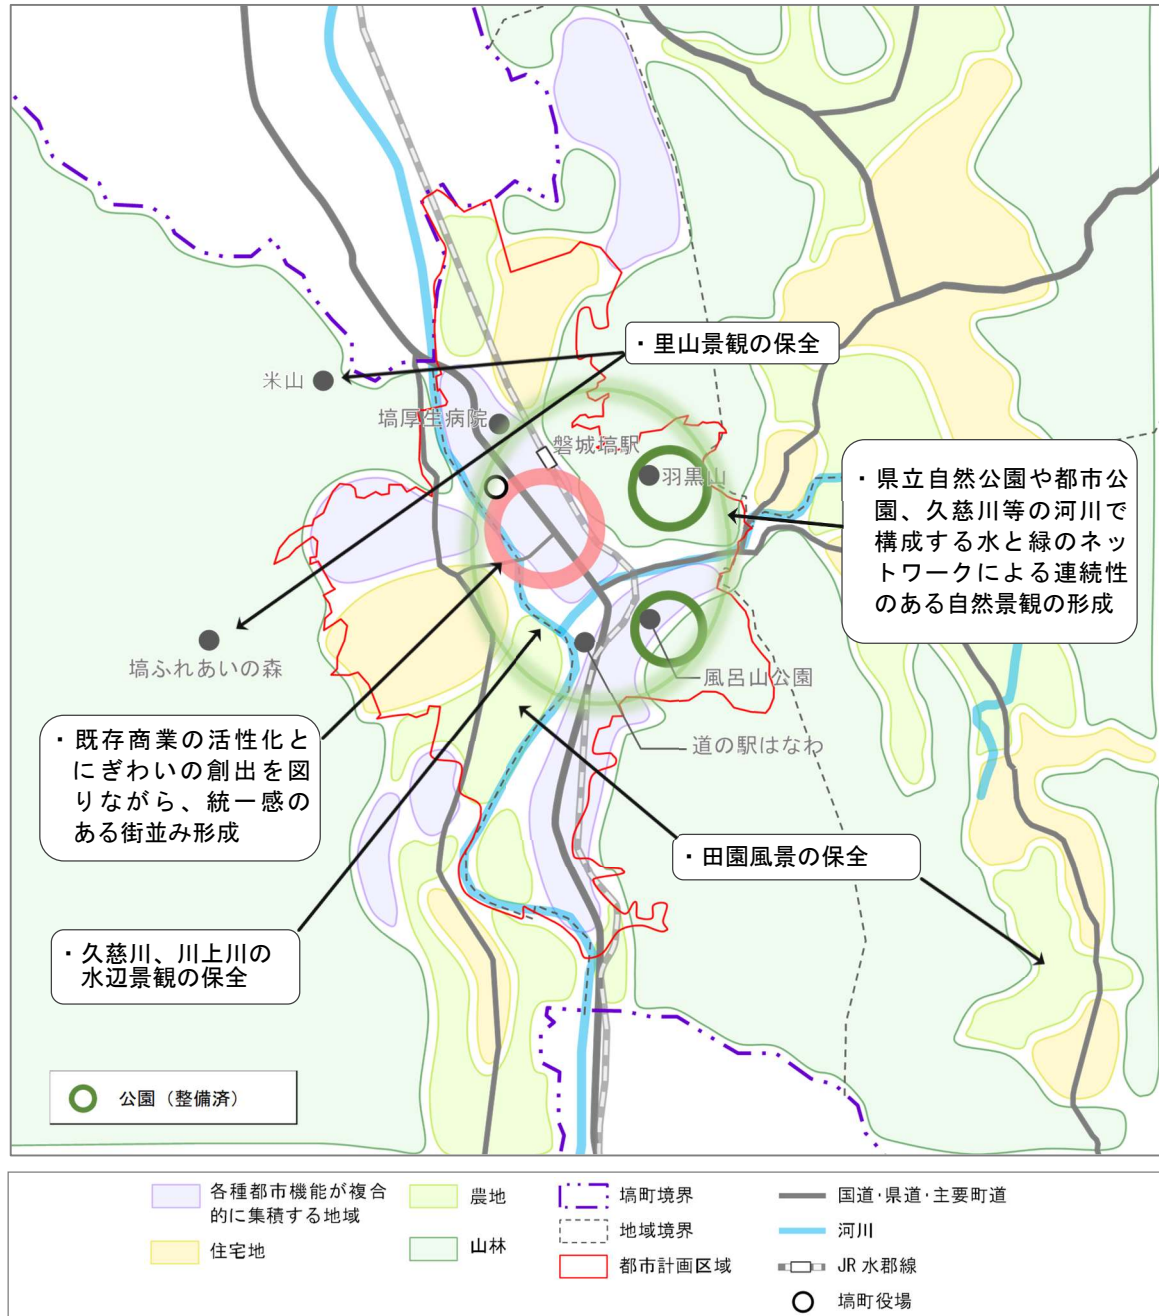 ・里山景観の保全
米山
塙厚生病院
磐城塙駅
羽黒山
・県立自然公園や都市公
園、久慈川等の河川で
構成する水と緑のネッ
トワークによる連続性
のある自然景観の形成
塙ふれあいの森
風呂山公園
道の駅はなわ
・既存商業の活性化と
にぎわいの創出を図
りながら、統一感の
ある街並み形成
・田園風景の保全
・久慈川、川上川の
水辺景観の保全
公園（整備済）
各種都市機能が複合
的に集積する地域
住宅地
農地
山林
塙町境界
地域境界
都市計画区域
国道・県道・主要町道
河川
JR 水郡線
塙町役場